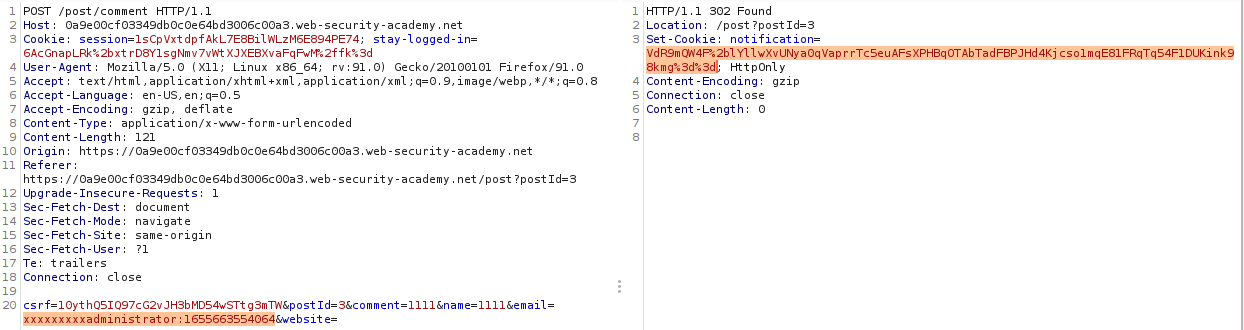 1 POST /post/comment HTTP/1.1
2 Host: 0a9e00cf03349db0c0e64bd3006c00a3.web-security-academy.net
3 Cookie: session=1sCpVxtdpfAkL7E8BilWLzM6E894PE74; stay-logged-in=
6AcGnapLRk%2bxtrD8Y1sgNmv7vWtXJXEBXvaFqFwM%2ffk%3d
4 User-Agent: Mozilla/5.0 (X11; Linux x86_64; rv:91.0) Gecko/20100101 Firefox/91.0
5 Accept: text/html,application/xhtml+xml,application/xml;q=0.9,image/webp,*/*;q=0.8
6 Accept-Language: en-US,en;q=0.5
7 Accept-Encoding: gzip, deflate
8 Content-Type: application/x-www-form-urlencoded
9 Content-Length: 121
10 Origin: https://0a9e00cf03349db0c0e64bd3006c00a3.web-security-academy.net
11 Referer:
https://0a9e00cf03349db0c0e64bd3006c00a3.web-security-academy.net/post?postId=3
12 Upgrade-Insecure-Requests: 1
13 Sec-Fetch-Dest: document
14 Sec-Fetch-Mode: navigate
15 Sec-Fetch-Site: same-origin
16 Sec-Fetch-User: ?1
17 Te: trailers
18 Connection: close
19
20 csrf=10ythQ5IQ97cG2vJH3bMD54wSTtg3mTW&postId=3&comment=1111&name=1111&email=
xxxxxxxxxadministrator:1655663554064&website=
1 HTTP/1.1 302 Found
2 Location: /post?postId=3
3 Set-Cookie: notification=
VdR9mQW4F%2blYllwXvUNya0qVaprrTc5euAFsXPHBqOTAbTadFBPJHd4Kjcso1mqE81FRqTq54F1DUKink9
8kmg%3d%3d; HttpOnly
4 Content-Encoding: gzip
5 Connection: close
6 Content-Length: 0
7
8